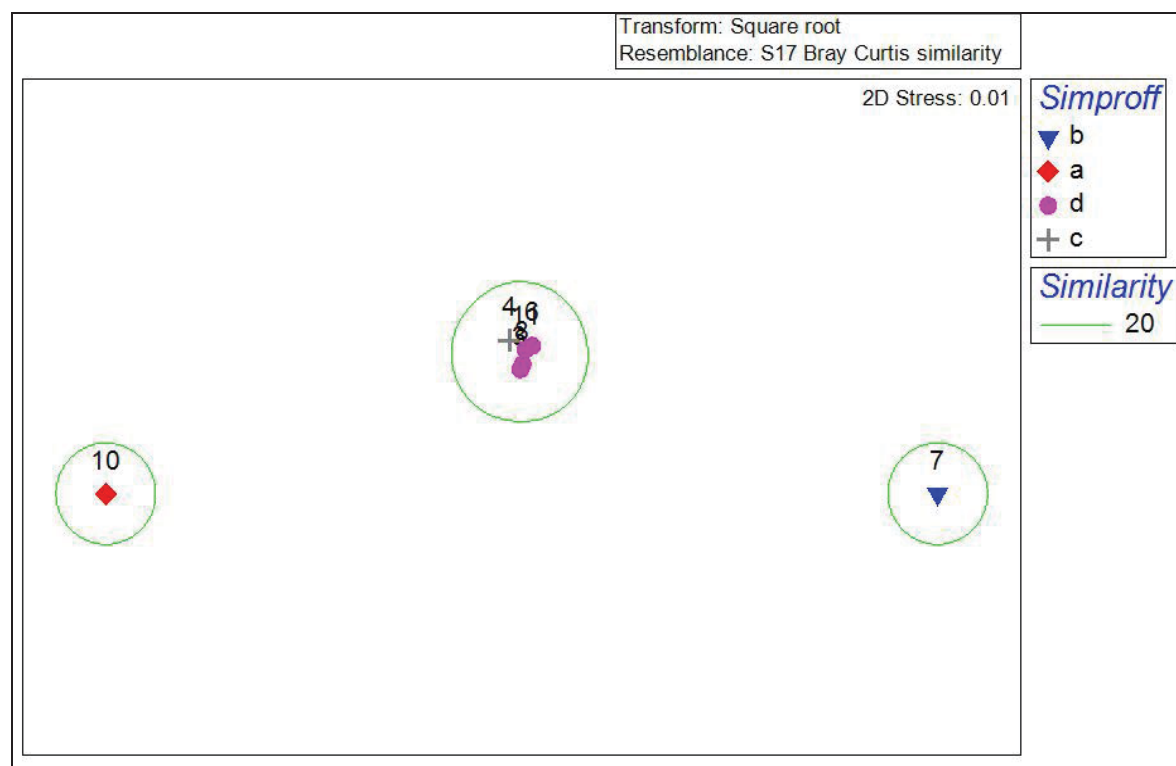 Transform: Square root
Resemblance: S17 Bray Curtis similarity
2D Stress: 0.01
Simproff
b
a
d
c
Similarity
20
4
10
7